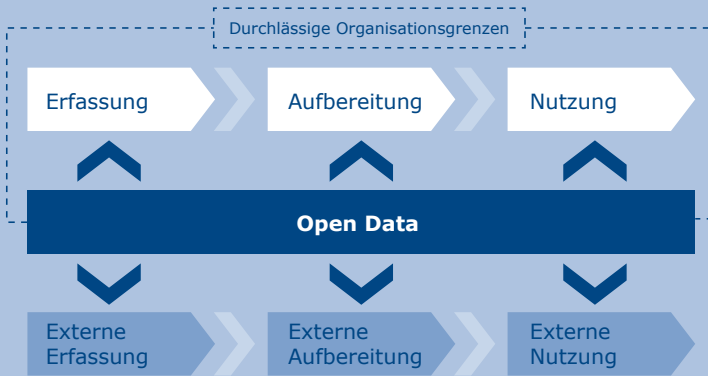 Durchlässige Organisationsgrenzen
Erfassung
Aufbereitung
Nutzung
Open Data
Externe
Erfassung
Externe
Aufbereitung
Externe
Nutzung